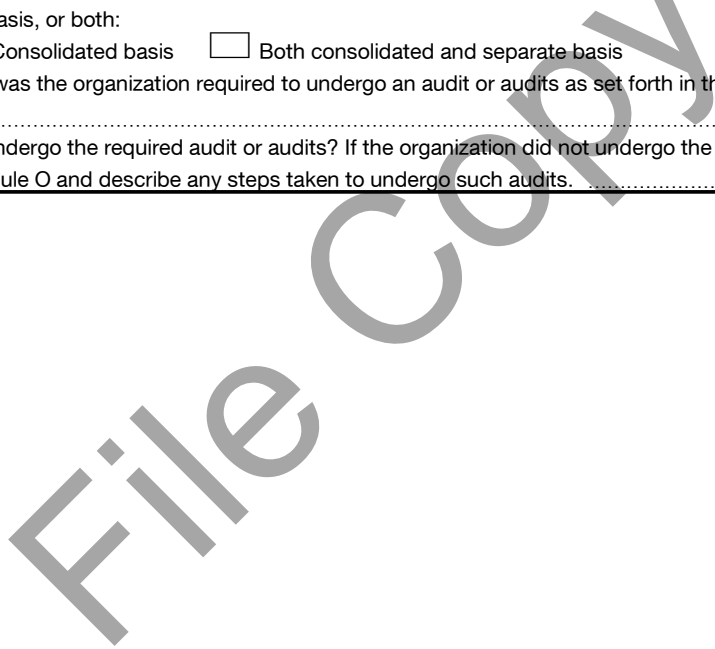 asis, or both:
Consolidated basis Both consolidated and separate basis
was the organization required to undergo an audit or audits as set forth in th
ndergo the required audit or audits? If the organization did not undergo the
ule O and describe any steps taken to undergo such audits.
File Copy